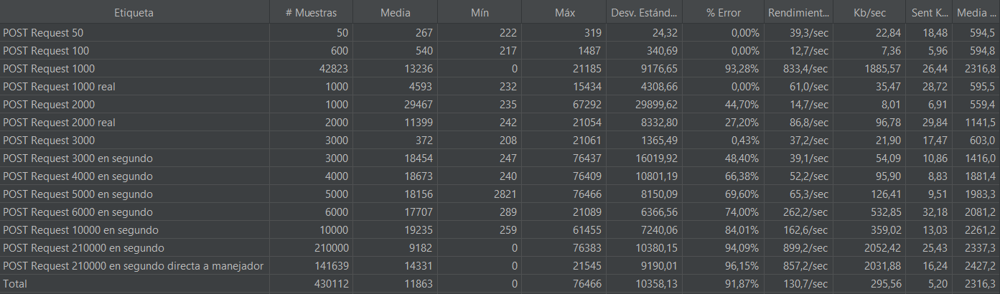 Etiqueta # Muestras Media Mín Máx Desv. Estánd... % Error Rendimient... Kb/sec Sent K... Media ...
POST Request 50 50 267 222 319 24,32 0,00% 39,3/sec 22,84 18,48 594,5
POST Request 100 600 540 217 1487 340,69 0,00% 12,7/sec 7,36 5,96 594,8
POST Request 1000 42823 13236 0 21185 9176,65 93,28% 833,4/sec 1885,57 26,44 2316,8
POST Request 1000 real 1000 4593 232 15434 4308,66 0,00% 61,0/sec 35,47 28,72 595,5
POST Request 2000 1000 29467 235 67292 29899,62 44,70% 14,7/sec 8,01 6,91 559,4
POST Request 2000 real 2000 11399 242 21054 8332,80 27,20% 86,8/sec 96,78 29,84 1141,5
POST Request 3000 3000 372 208 21061 1365,49 0,43% 37,2/sec 21,90 17,47 603,0
POST Request 3000 en segundo 3000 18454 247 76437 16019,92 48,40% 39,1/sec 54,09 10,86 1416,0
POST Request 4000 en segundo 4000 18673 240 76409 10801,19 66,38% 52,2/sec 95,90 8,83 1881,4
POST Request 5000 en segundo 5000 18156 2821 76466 8150,09 69,60% 65,3/sec 126,41 9,51 1983,3
POST Request 6000 en segundo 6000 17707 289 21089 6366,56 74,00% 262,2/sec 532,85 32,18 2081,2
POST Request 10000 en segundo 10000 19235 259 61455 7240,06 84,01% 162,6/sec 359,02 13,03 2261,2
POST Request 210000 en segundo 210000 9182 0 76383 10380,15 94,09% 899,2/sec 2052,42 25,43 2337,3
POST Request 210000 en segundo directa a manejador 141639 14331 0 21545 9190,01 96,15% 857,2/sec 2031,88 16,24 2427,2
Total 430112 11863 0 76466 10358,13 91,87% 130,7/sec 295,56 5,20 2316,3